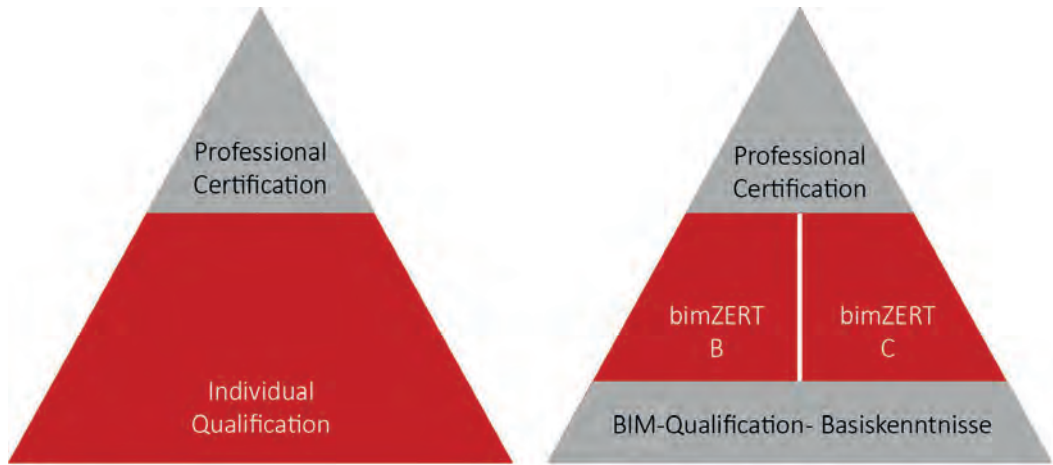 Professional
Certification
Individual
Qualification
Professional
Certification
bimZERT
B
bimZERT
C
BIM-Qualification- Basiskenntnisse